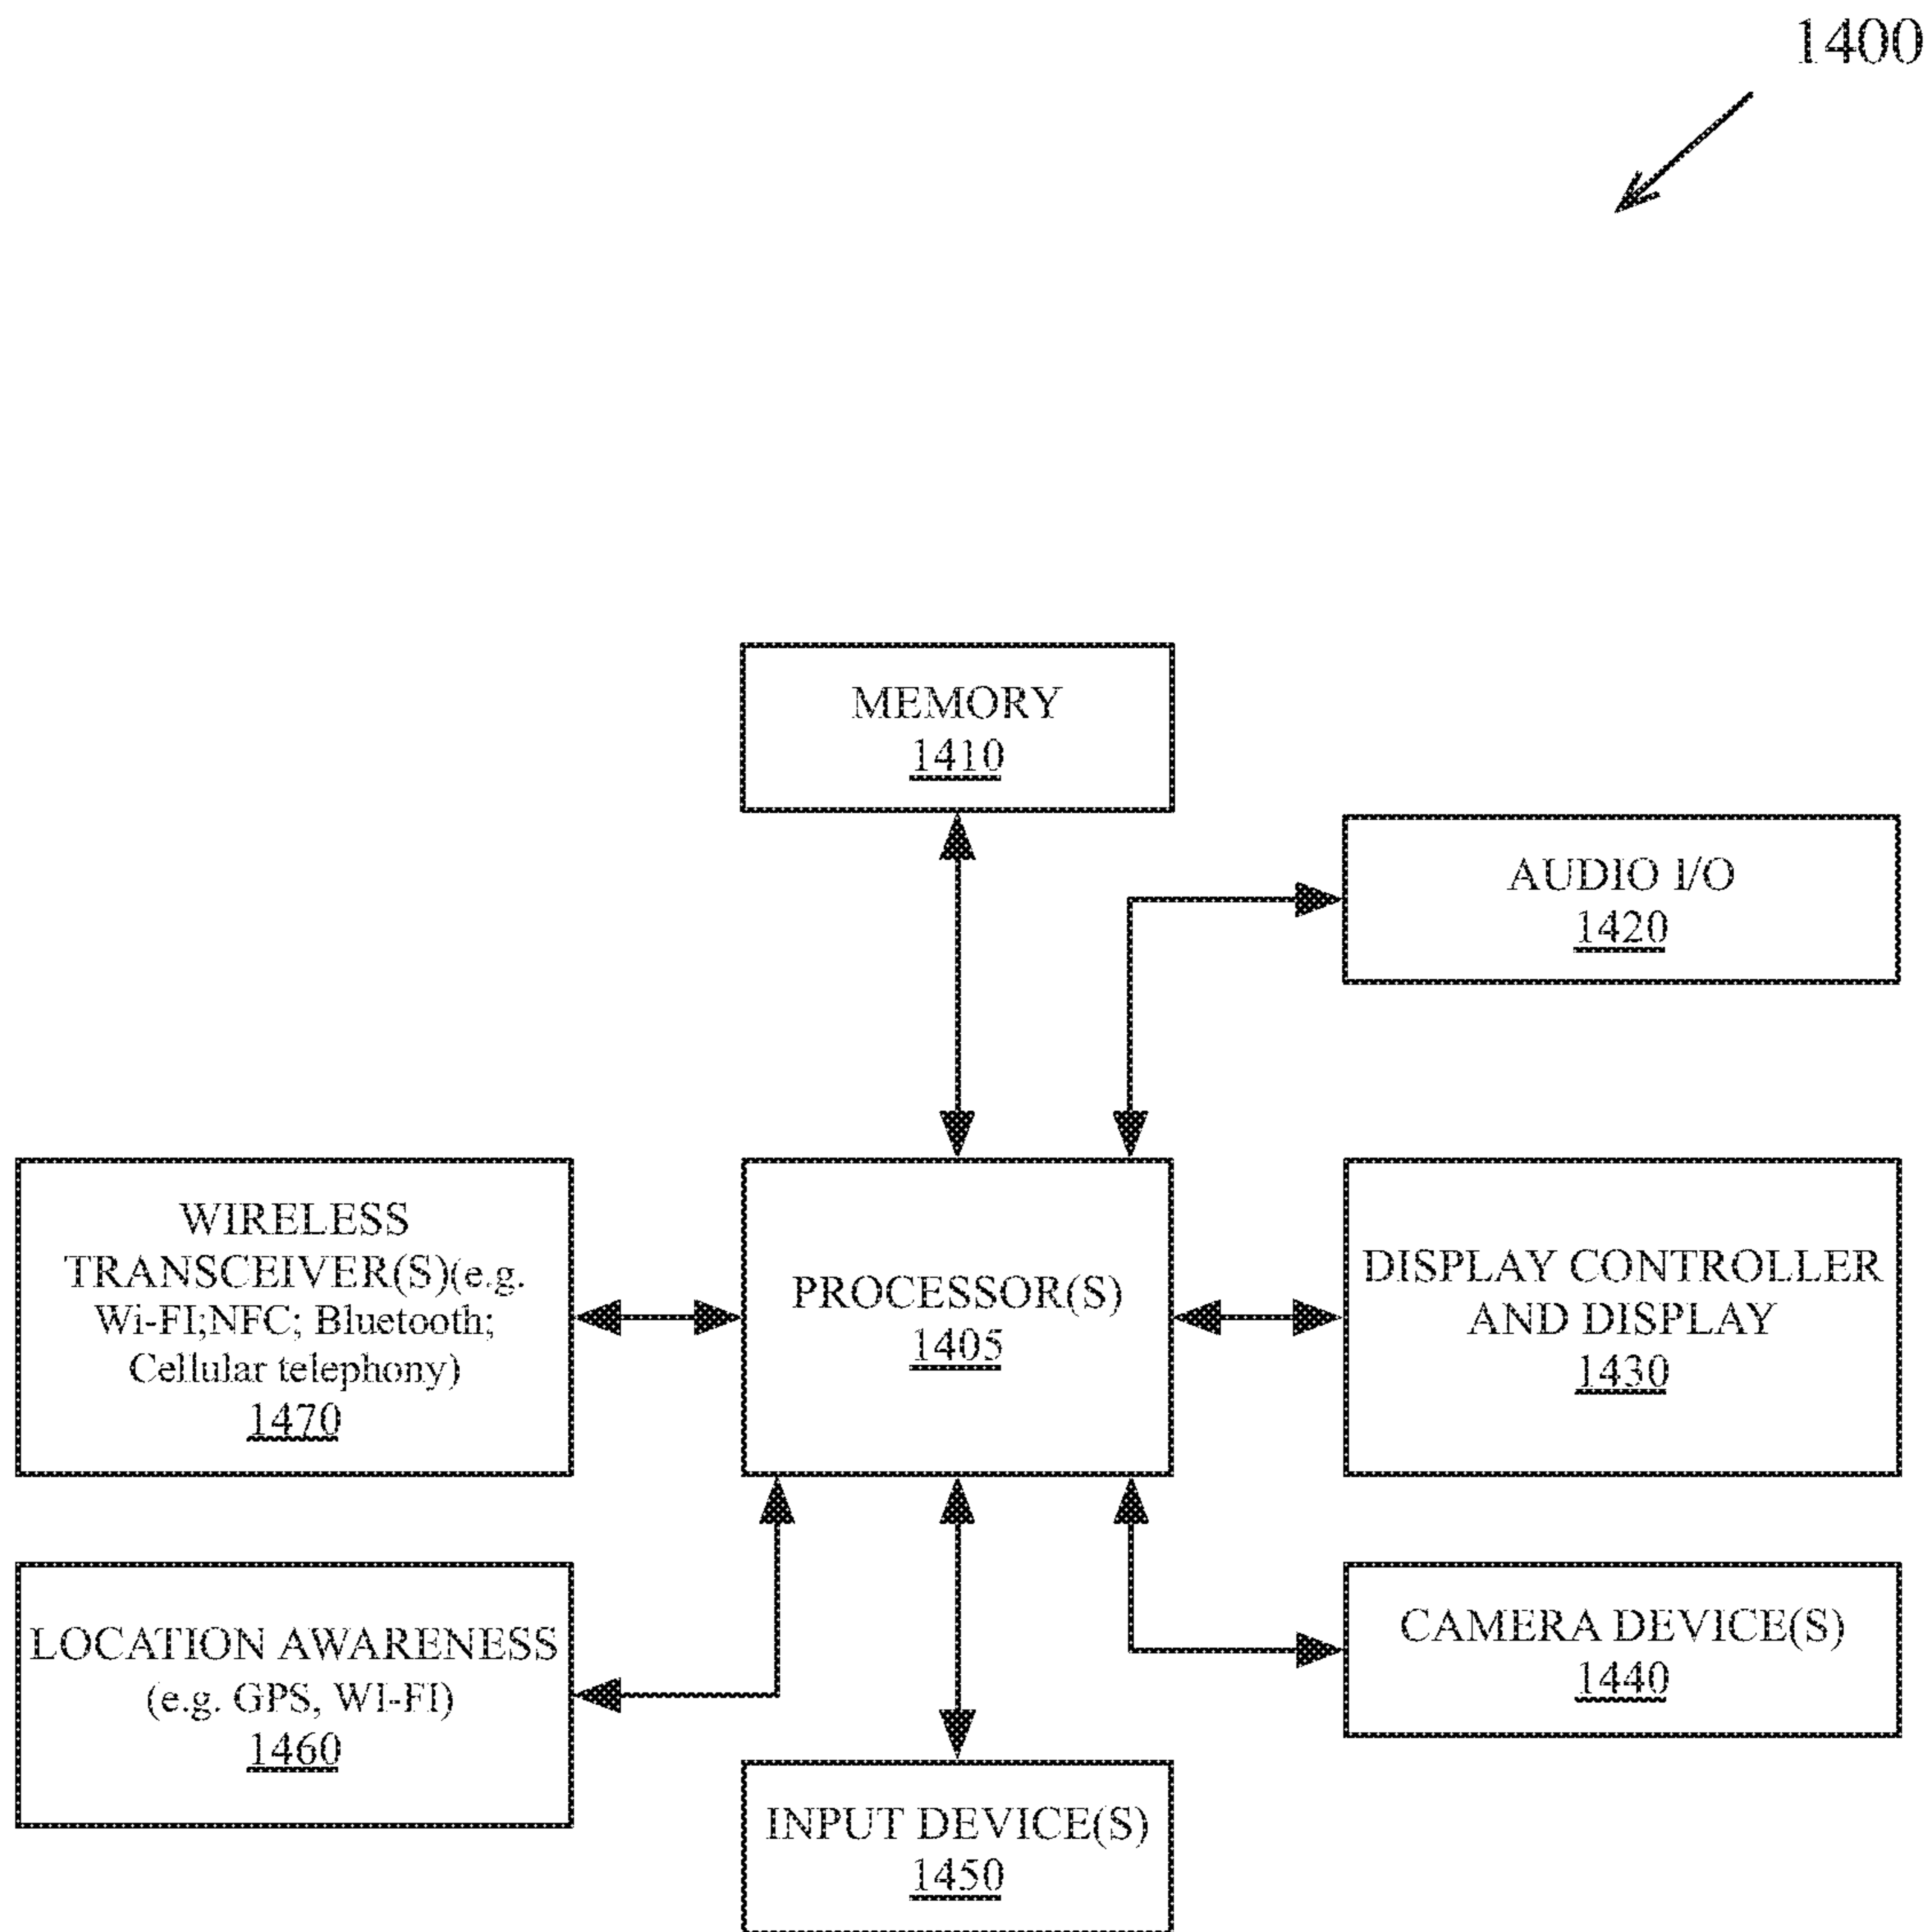 1400
MEMORY
1410
AUDIO I/O
1420
WIRELESS
TRANSCEIVER(S)(e.g.
Wi-FI;NFC; Bluetooth;
Cellular telephony)
1470
PROCESSOR(S)
1405
DISPLAY CONTROLLER
AND DISPLAY
1430
LOCATION AWARENESS
(e.g. GPS, WI-FI)
1460
CAMERA DEVICE(S)
1440
INPUT DEVICE(S)
1450